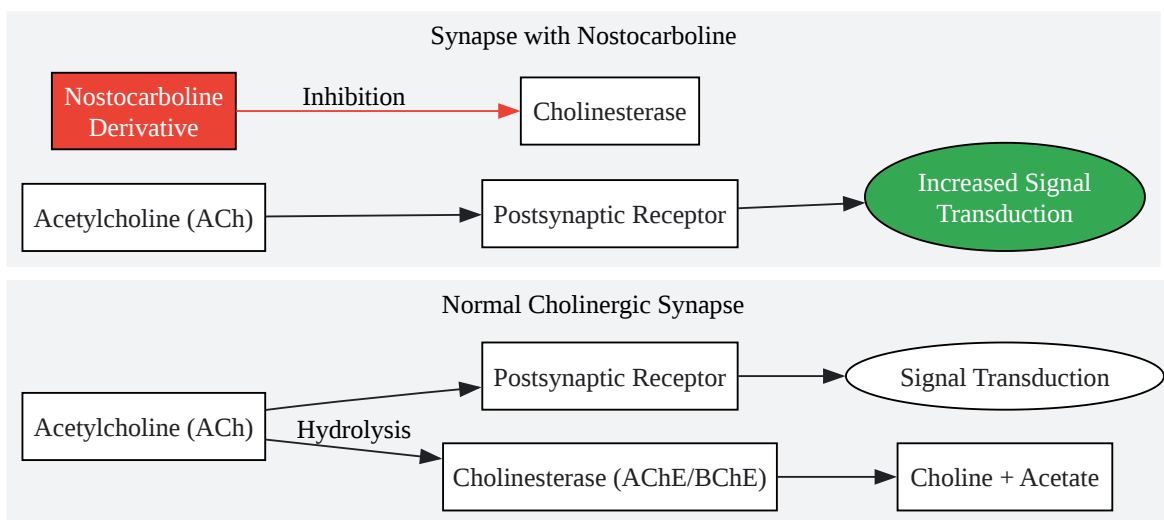 Synapse with Nostocarboline
Nostocarboline
Derivative
Inhibition
Cholinesterase
Acetylcholine (ACh)
Postsynaptic Receptor
Increased Signal
Transduction
Normal Cholinergic Synapse
Acetylcholine (ACh)
Postsynaptic Receptor
Signal Transduction
Hydrolysis
Cholinesterase (AChE/BChE)
Choline + Acetate